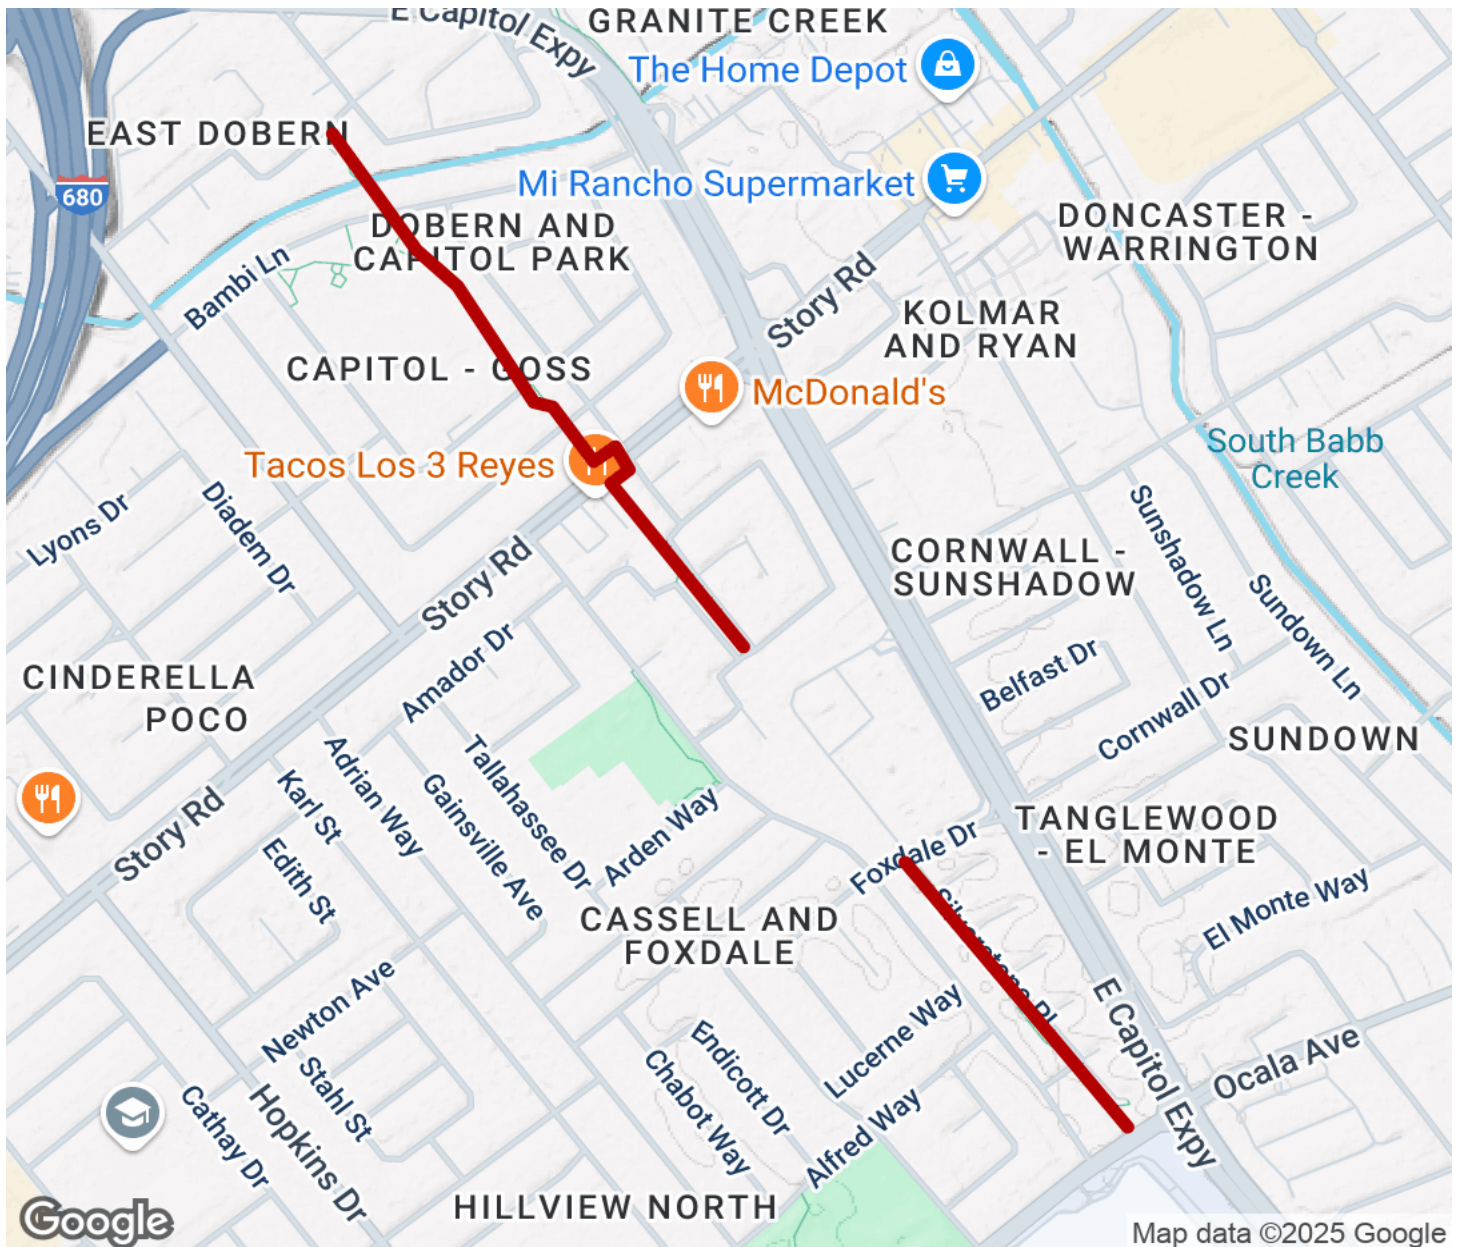 E Capitol Expy
GRANITE CREEK
The Home Depot
EAST DOBERN
680
Mi Rancho Supermarket
DOBERN AND
CAPITOL PARK
DONCASTER -
WARRINGTON
Bambi Ln
Story Rd
KOLMAR
AND RYAN
CAPITOL - GOSS
McDonald's
South Babb
Creek
Tacos Los 3 Reyes
Lyons Dr
Diadem Dr
Story Rd
CORNWALL -
SUNSHADOW
Sunshadow Ln
Sundown Ln
CINDERELLA
POCO
Amador Dr
Belfast Dr
Cornwall Dr
SUNDOWN
Adrian Way
Tallahassee Dr
Karl St
Gainsville Ave
Arden Way
Story Rd
Edith St
Foxdale Dr
TANGLEWOOD
- EL MONTE
El Monte Way
CASSELL AND
FOXDALE
Silverstone Pl
Newton Ave
Lucerne Way
E Capitol Expy
Ocala Ave
Stahl St
Endicott Dr
Chabot Way
Alfred Way
Cathay Dr
Hopkins Dr
HILLVIEW NORTH
Google
Map data ©2025 Google